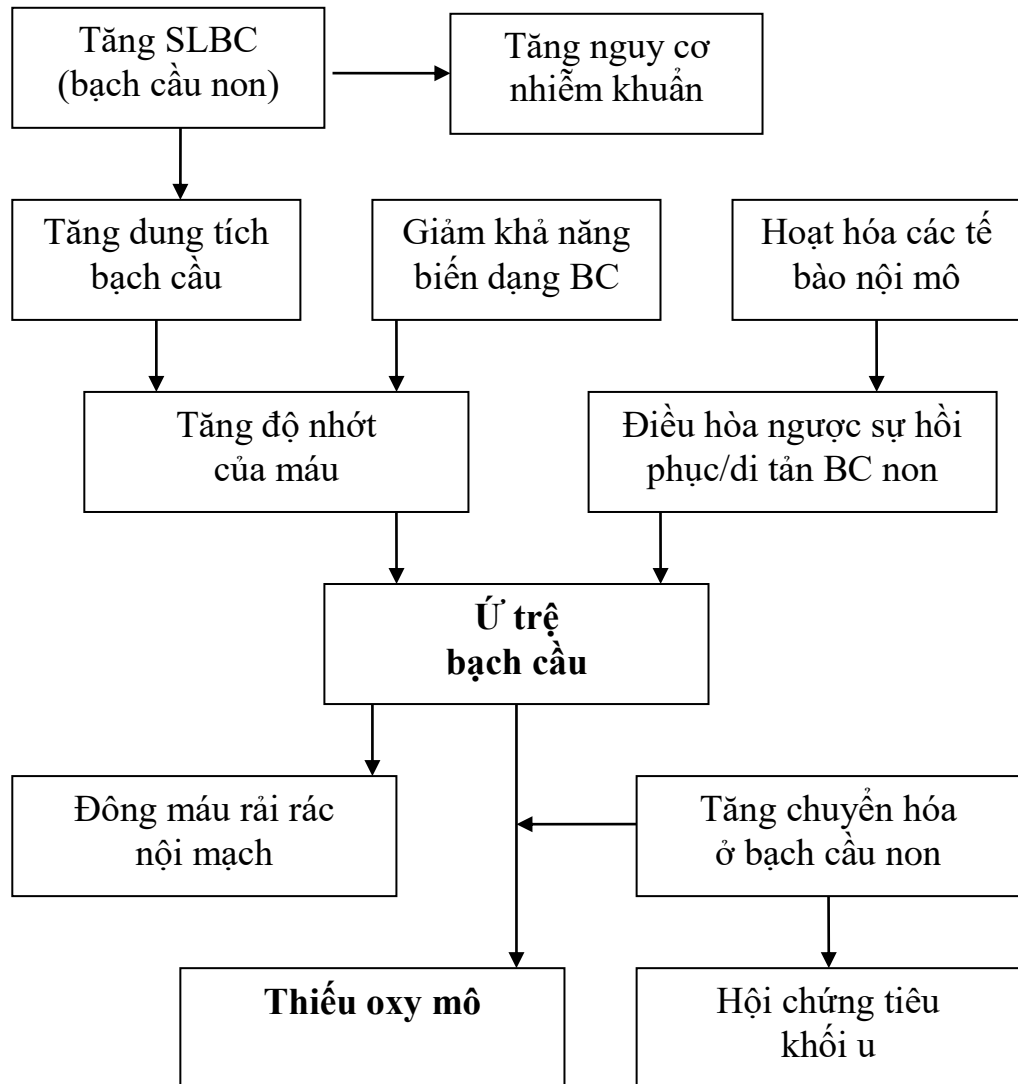 Tăng SLBC
(bạch cầu non)
Tăng nguy cơ
nhiễm khuẩn
Tăng dung tích
bạch cầu
Giảm khả năng
biến dạng BC
Hoạt hóa các tế
bào nội mô
Tăng độ nhớt
của máu
Điều hòa ngược sự hồi
phục/di tản BC non
Ứ trệ
bạch cầu
Đông máu rải rác
nội mạch
Tăng chuyển hóa
ở bạch cầu non
Thiếu oxy mô
Hội chứng tiêu
khối u